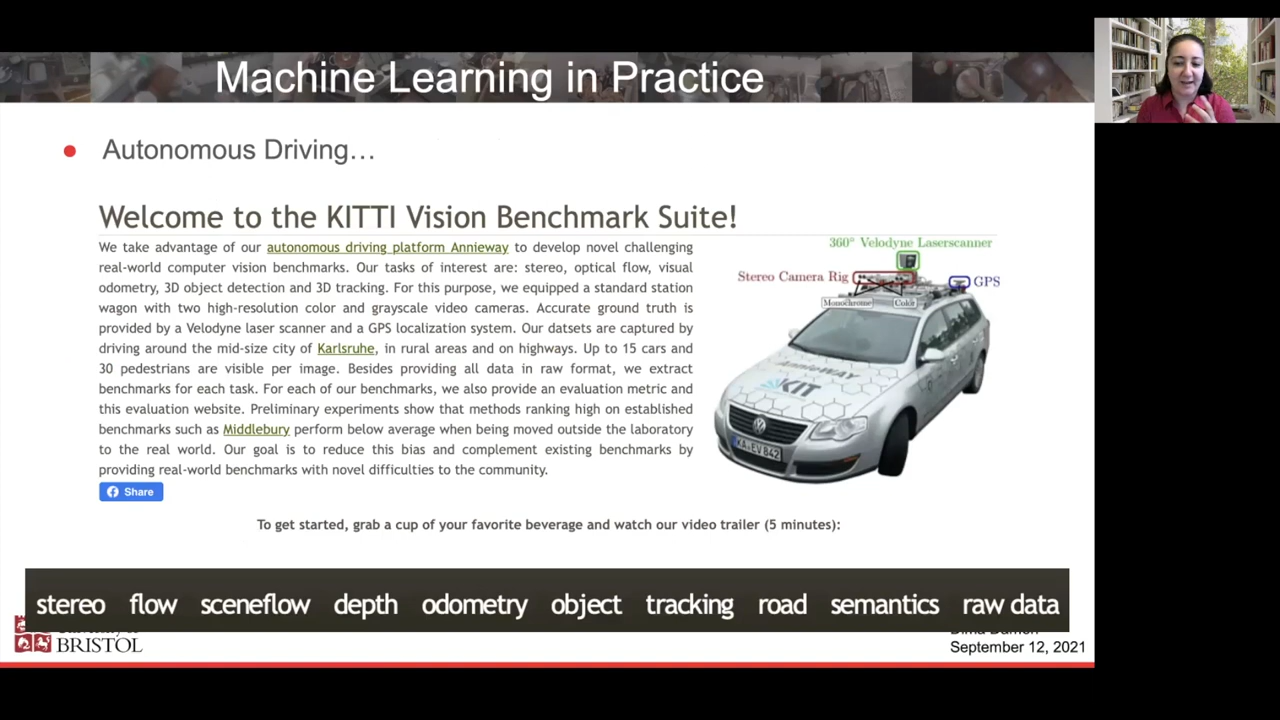 Machine Learning in Practice
Autonomous Driving…
Welcome to the KITTI Vision Benchmark Suite!
We take advantage of our autonomous driving platform Annieway to develop novel challenging
real-world computer vision benchmarks. Our tasks of interest are: stereo, optical flow, visual
odometry, 3D object detection and 3D tracking. For this purpose, we equipped a standard station
wagon with two high-resolution color and grayscale video cameras. Accurate ground truth is
provided by a Velodyne laser scanner and a GPS localization system. Our datsets are captured by
driving around the mid-size city of Karlsruhe, in rural areas and on highways. Up to 15 cars and
30 pedestrians are visible per image. Besides providing all data in raw format, we extract
benchmarks for each task. For each of our benchmarks, we also provide an evaluation metric and
this evaluation website. Preliminary experiments show that methods ranking high on established
benchmarks such as Middlebury perform below average when being moved outside the laboratory
to the real world. Our goal is to reduce this bias and complement existing benchmarks by
providing real-world benchmarks with novel difficulties to the community.
Share
360° Velodyne Laserscanner
Stereo Camera Rig
GPS
Monochrome
Color
AnnieWAY
KIT
KA·EV 842
To get started, grab a cup of your favorite beverage and watch our video trailer (5 minutes):
stereo flow sceneflow depth odometry object tracking road semantics raw data
BRISTOL
Dima Damen
September 12, 2021